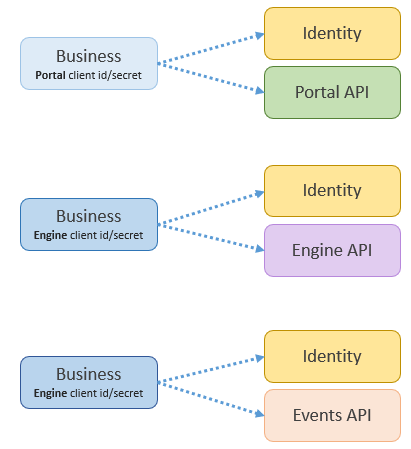 Identity
Business
Portal client id/secret
Portal API
Identity
Business
Engine client id/secret
Engine API
Identity
Business
Engine client id/secret
Events API